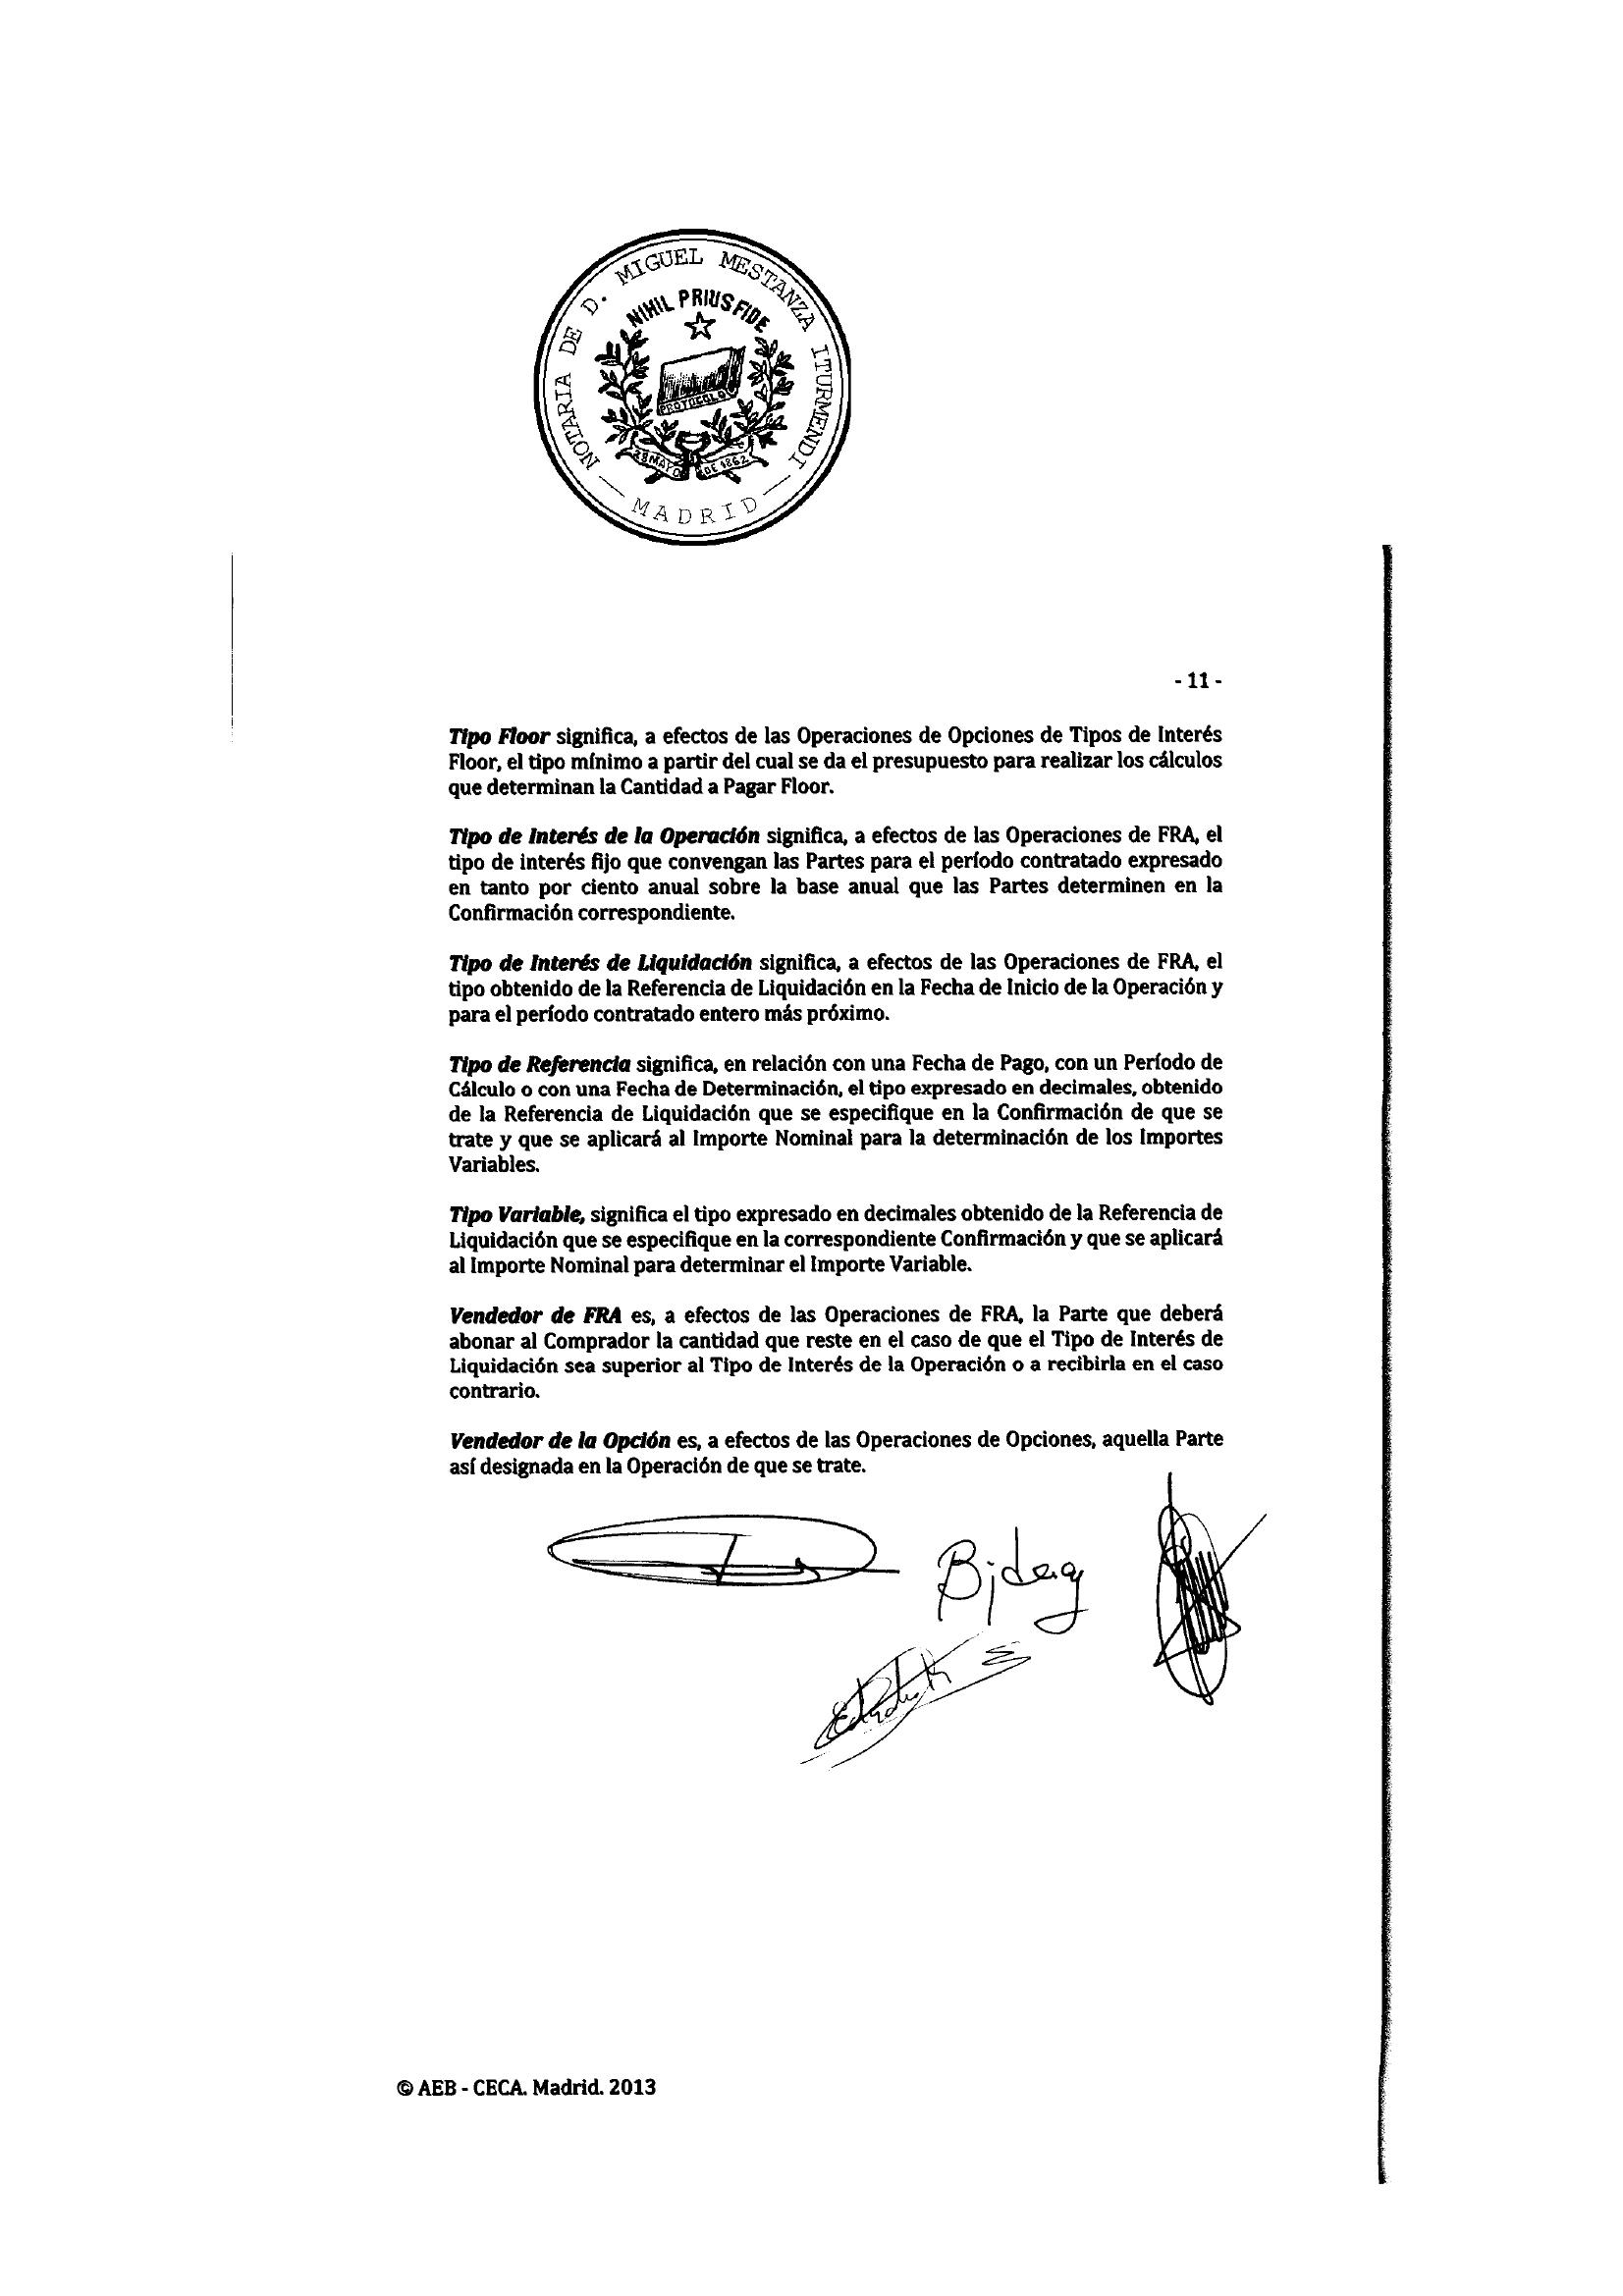 NOTARIA DE D. MIGUEL MESTANZA ITURMENDI
NIHIL PRIUS FIDE
PROTOCOLO
28 MAYO DE 1862
— MADRID —
- 11 -
Tipo Floor significa, a efectos de las Operaciones de Opciones de Tipos de Interés
Floor, el tipo mínimo a partir del cual se da el presupuesto para realizar los cálculos
que determinan la Cantidad a Pagar Floor.
Tipo de Interés de la Operación significa, a efectos de las Operaciones de FRA, el
tipo de interés fijo que convengan las Partes para el período contratado expresado
en tanto por ciento anual sobre la base anual que las Partes determinen en la
Confirmación correspondiente.
Tipo de Interés de Liquidación significa, a efectos de las Operaciones de FRA, el
tipo obtenido de la Referencia de Liquidación en la Fecha de Inicio de la Operación y
para el período contratado entero más próximo.
Tipo de Referencia significa, en relación con una Fecha de Pago, con un Período de
Cálculo o con una Fecha de Determinación, el tipo expresado en decimales, obtenido
de la Referencia de Liquidación que se especifique en la Confirmación de que se
trate y que se aplicará al Importe Nominal para la determinación de los Importes
Variables.
Tipo Variable, significa el tipo expresado en decimales obtenido de la Referencia de
Liquidación que se especifique en la correspondiente Confirmación y que se aplicará
al Importe Nominal para determinar el Importe Variable.
Vendedor de FRA es, a efectos de las Operaciones de FRA, la Parte que deberá
abonar al Comprador la cantidad que reste en el caso de que el Tipo de Interés de
Liquidación sea superior al Tipo de Interés de la Operación o a recibirla en el caso
contrario.
Vendedor de la Opción es, a efectos de las Operaciones de Opciones, aquella Parte
así designada en la Operación de que se trate.
© AEB - CECA. Madrid. 2013